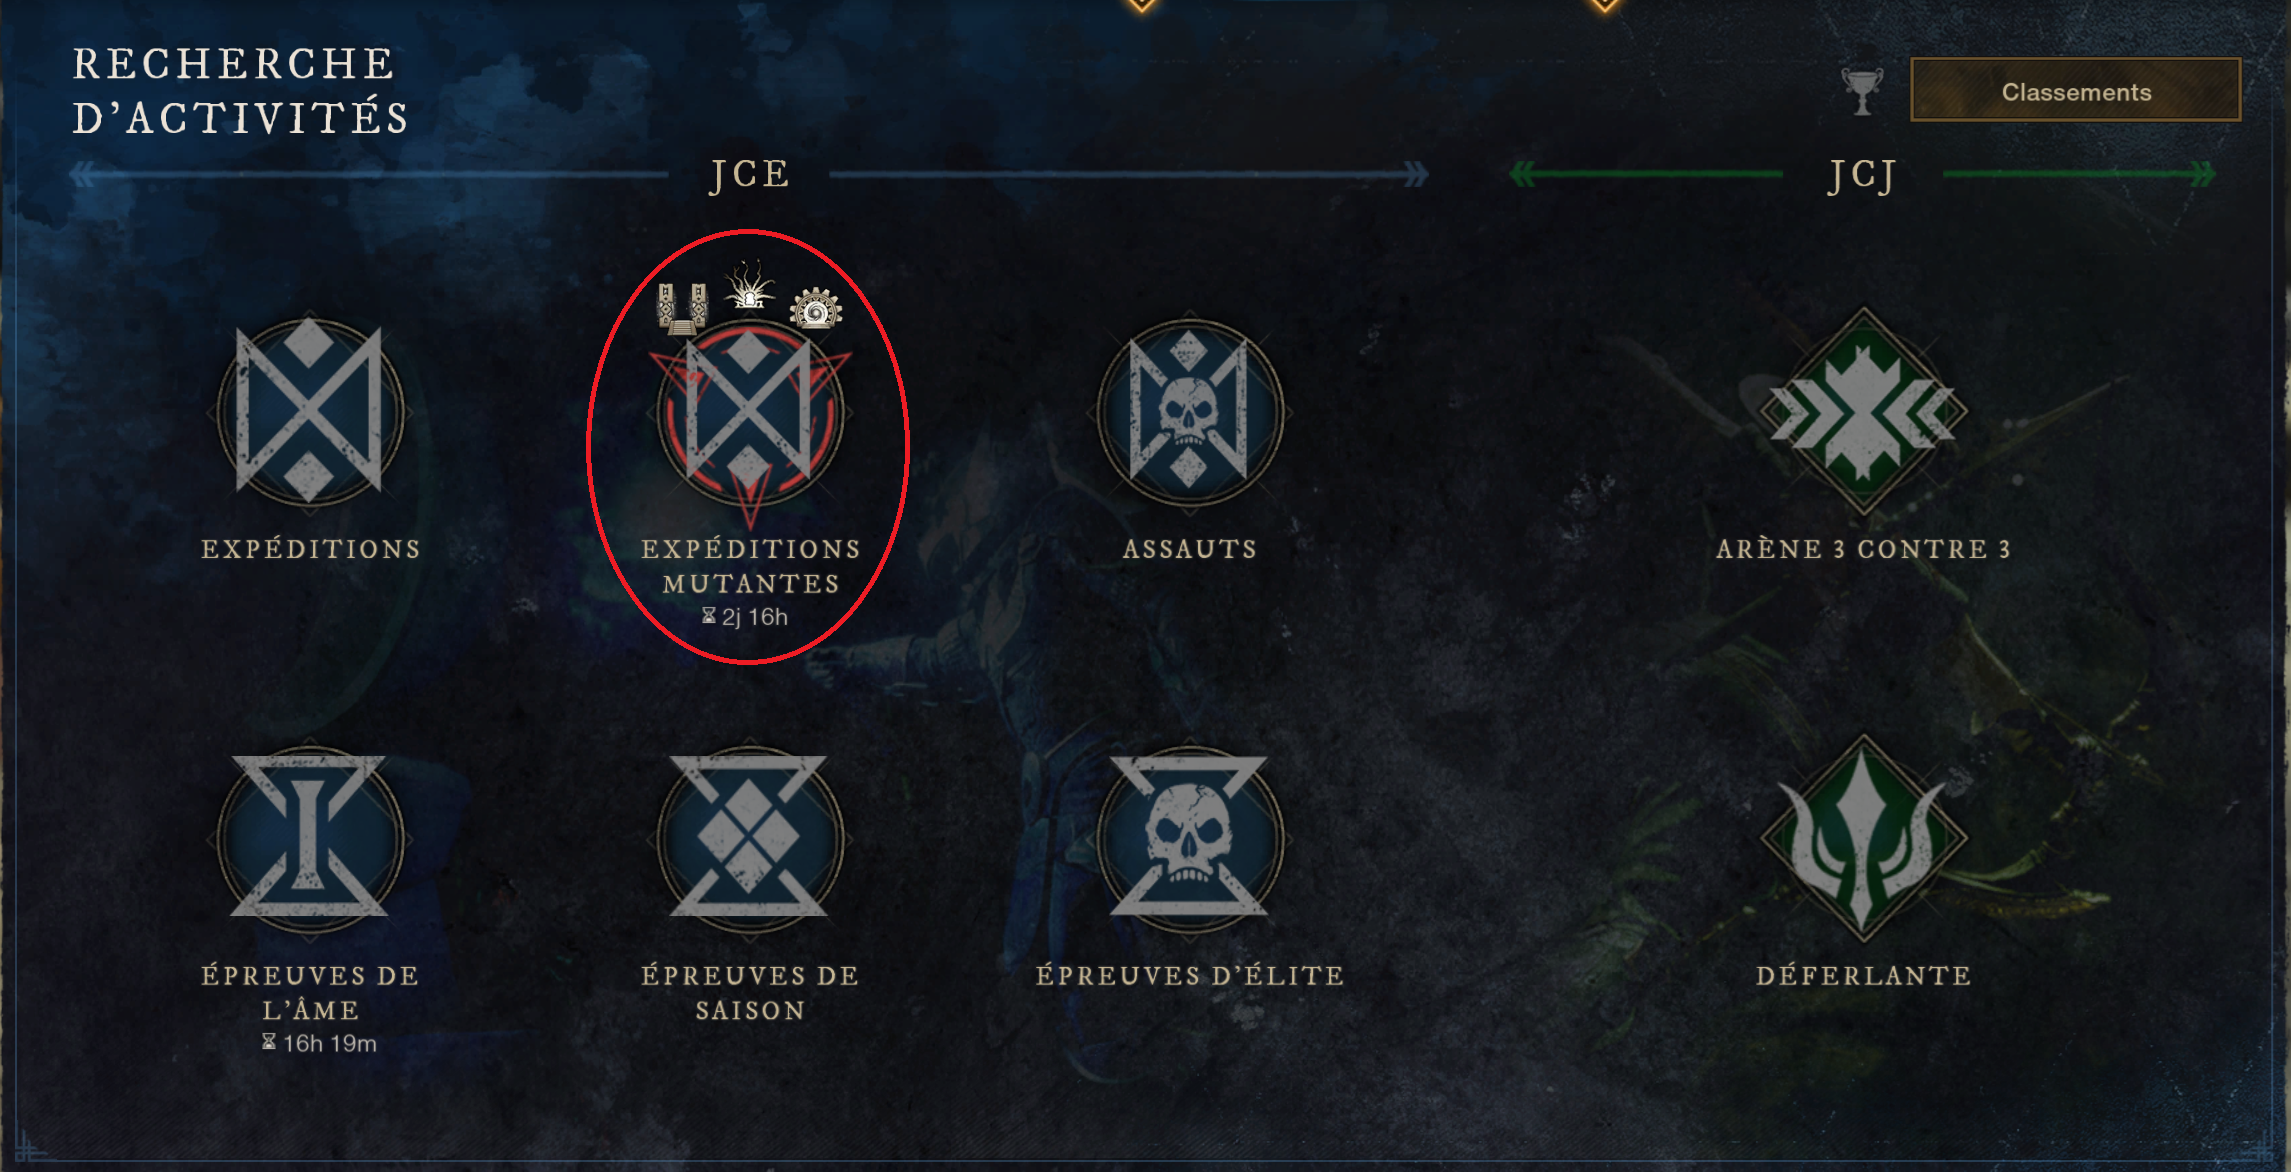 RECHERCHE
D'ACTIVITÉS
Classements
JCE
JCJ
EXPÉDITIONS
EXPÉDITIONS
MUTANTES
2j 16h
ASSAUTS
ARÈNE 3 CONTRE 3
ÉPREUVES DE
L'ÂME
16h 19m
ÉPREUVES DE
SAISON
ÉPREUVES D'ÉLITE
DÉFERLANTE